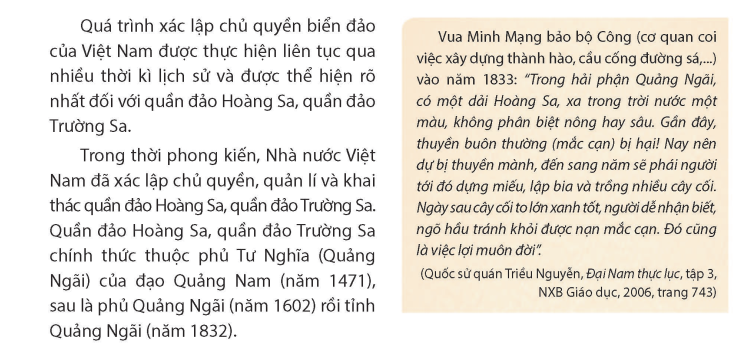 Quá trình xác lập chủ quyền biển đảo
của Việt Nam được thực hiện liên tục qua
nhiều thời kì lịch sử và được thể hiện rõ
nhất đối với quần đảo Hoàng Sa, quần đảo
Trường Sa.
Trong thời phong kiến, Nhà nước Việt
Nam đã xác lập chủ quyền, quản lí và khai
thác quần đảo Hoàng Sa, quần đảo Trường Sa.
Quần đảo Hoàng Sa, quần đảo Trường Sa
chính thức thuộc phủ Tư Nghĩa (Quảng
Ngãi) của đạo Quảng Nam (năm 1471),
sau là phủ Quảng Ngãi (năm 1602) rồi tỉnh
Quảng Ngãi (năm 1832).
Vua Minh Mạng bảo bộ Công (cơ quan coi
việc xây dựng thành hào, cầu cống đường sá,...)
vào năm 1833: “Trong hải phận Quảng Ngãi,
có một dải Hoàng Sa, xa trong trời nước một
màu, không phân biệt nông hay sâu. Gần đây,
thuyền buôn thường (mắc cạn) bị hại! Nay nên
dự bị thuyền mành, đến sang năm sẽ phái người
tới đó dựng miếu, lập bia và trồng nhiều cây cối.
Ngày sau cây cối to lớn xanh tốt, người dễ nhận biết,
ngõ hầu tránh khỏi được nạn mắc cạn. Đó cũng
là việc lợi muôn đời”.
(Quốc sử quán Triều Nguyễn, Đại Nam thực lục, tập 3,
NXB Giáo dục, 2006, trang 743)